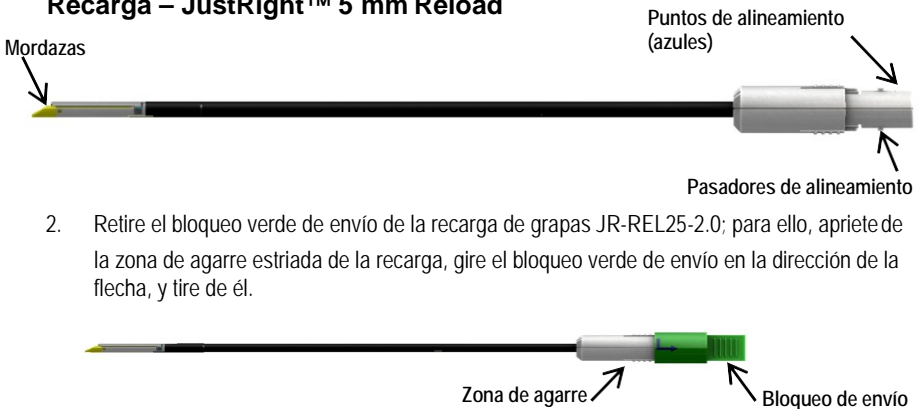 Recarga – JustRight™ 5 mm Reload
Puntos de alineamiento
(azules)
Mordazas
Pasadores de alineamiento
2. Retire el bloqueo verde de envío de la recarga de grapas JR-REL25-2.0; para ello, apriete de
la zona de agarre estriada de la recarga, gire el bloqueo verde de envío en la dirección de la
flecha, y tire de él.
Zona de agarre
Bloqueo de envío